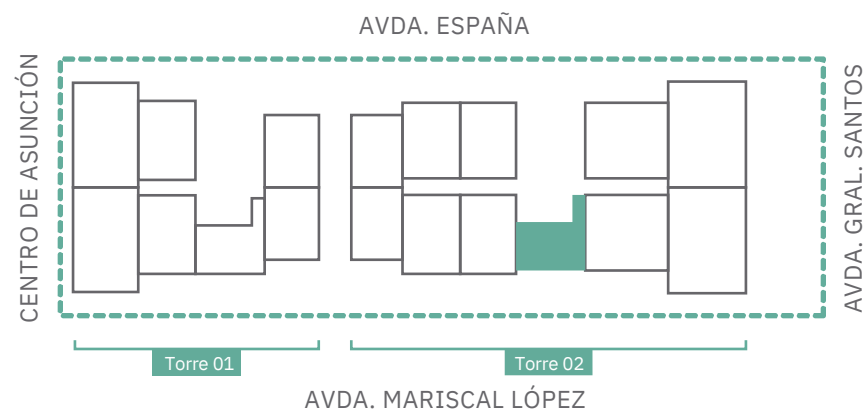 AVDA. ESPAÑA
CENTRO DE ASUNCIÓN
AVDA. GRAL. SANTOS
Torre 01
Torre 02
AVDA. MARISCAL LÓPEZ